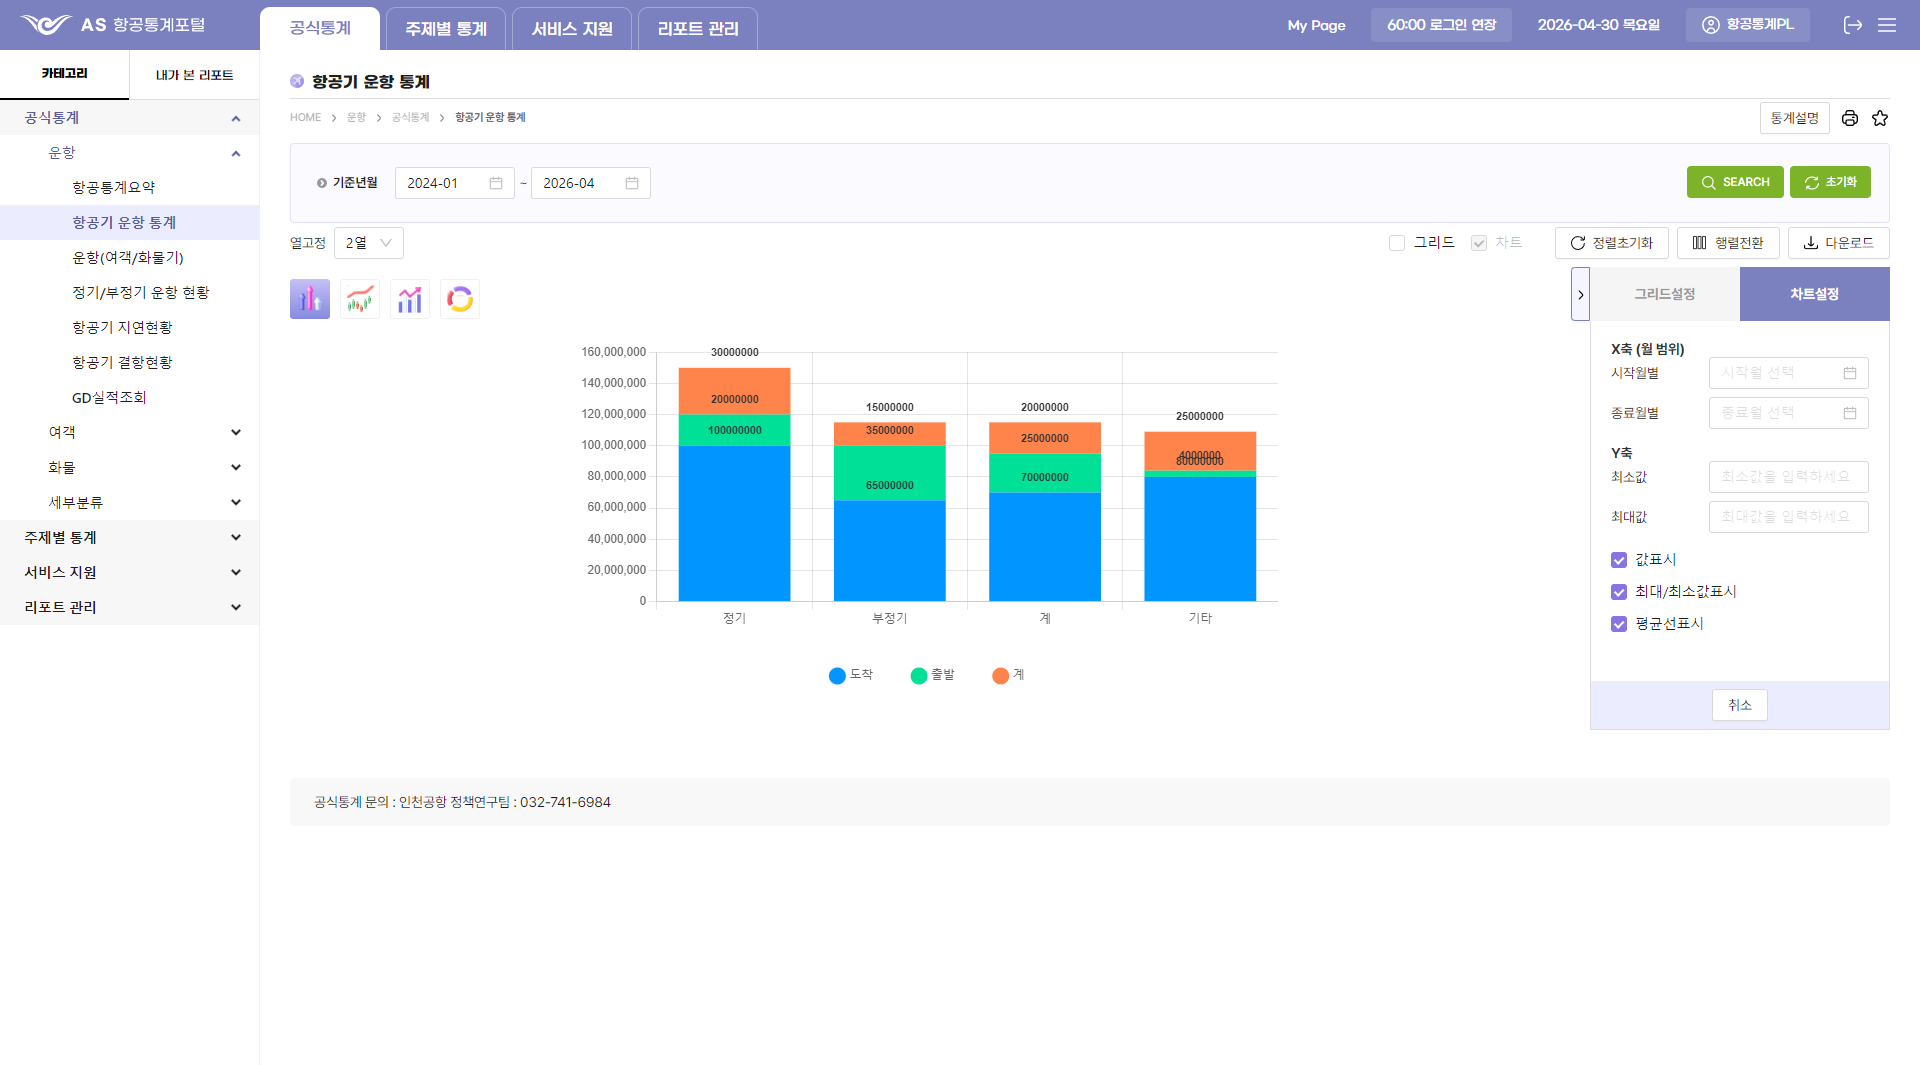 AS 항공통계포털
공식통계
주제별 통계
서비스 지원
리포트 관리
My Page
60:00 로그인 연장
2026-04-30 목요일
항공통계PL
카테고리
내가 본 리포트
공식통계
운항
항공통계요약
항공기 운항 통계
운항(여객/화물기)
정기/부정기 운항 현황
항공기 지연현황
항공기 결항현황
GD실적조회
여객
화물
세부분류
주제별 통계
서비스 지원
리포트 관리
항공기 운항 통계
HOME > 운항 > 공식통계 > 항공기 운항 통계
통계설명
기준년월
2024-01 ~ 2026-04
SEARCH
초기화
열고정
2열
그리드
차트
정렬초기화
행렬전환
다운로드
160,000,000
140,000,000
120,000,000
100,000,000
80,000,000
60,000,000
40,000,000
20,000,000
0
30000000
20000000
100000000
15000000
35000000
65000000
20000000
25000000
70000000
25000000
4000000
80000000
정기
부정기
계
기타
도착
출발
계
그리드설정
차트설정
X축 (월 범위)
시작월별
시작월 선택
종료월별
종료월 선택
Y축
최소값
최소값을 입력하세요
최대값
최대값을 입력하세요
값표시
최대/최소값표시
평균선표시
취소
공식통계 문의 : 인천공항 정책연구팀 : 032-741-6984